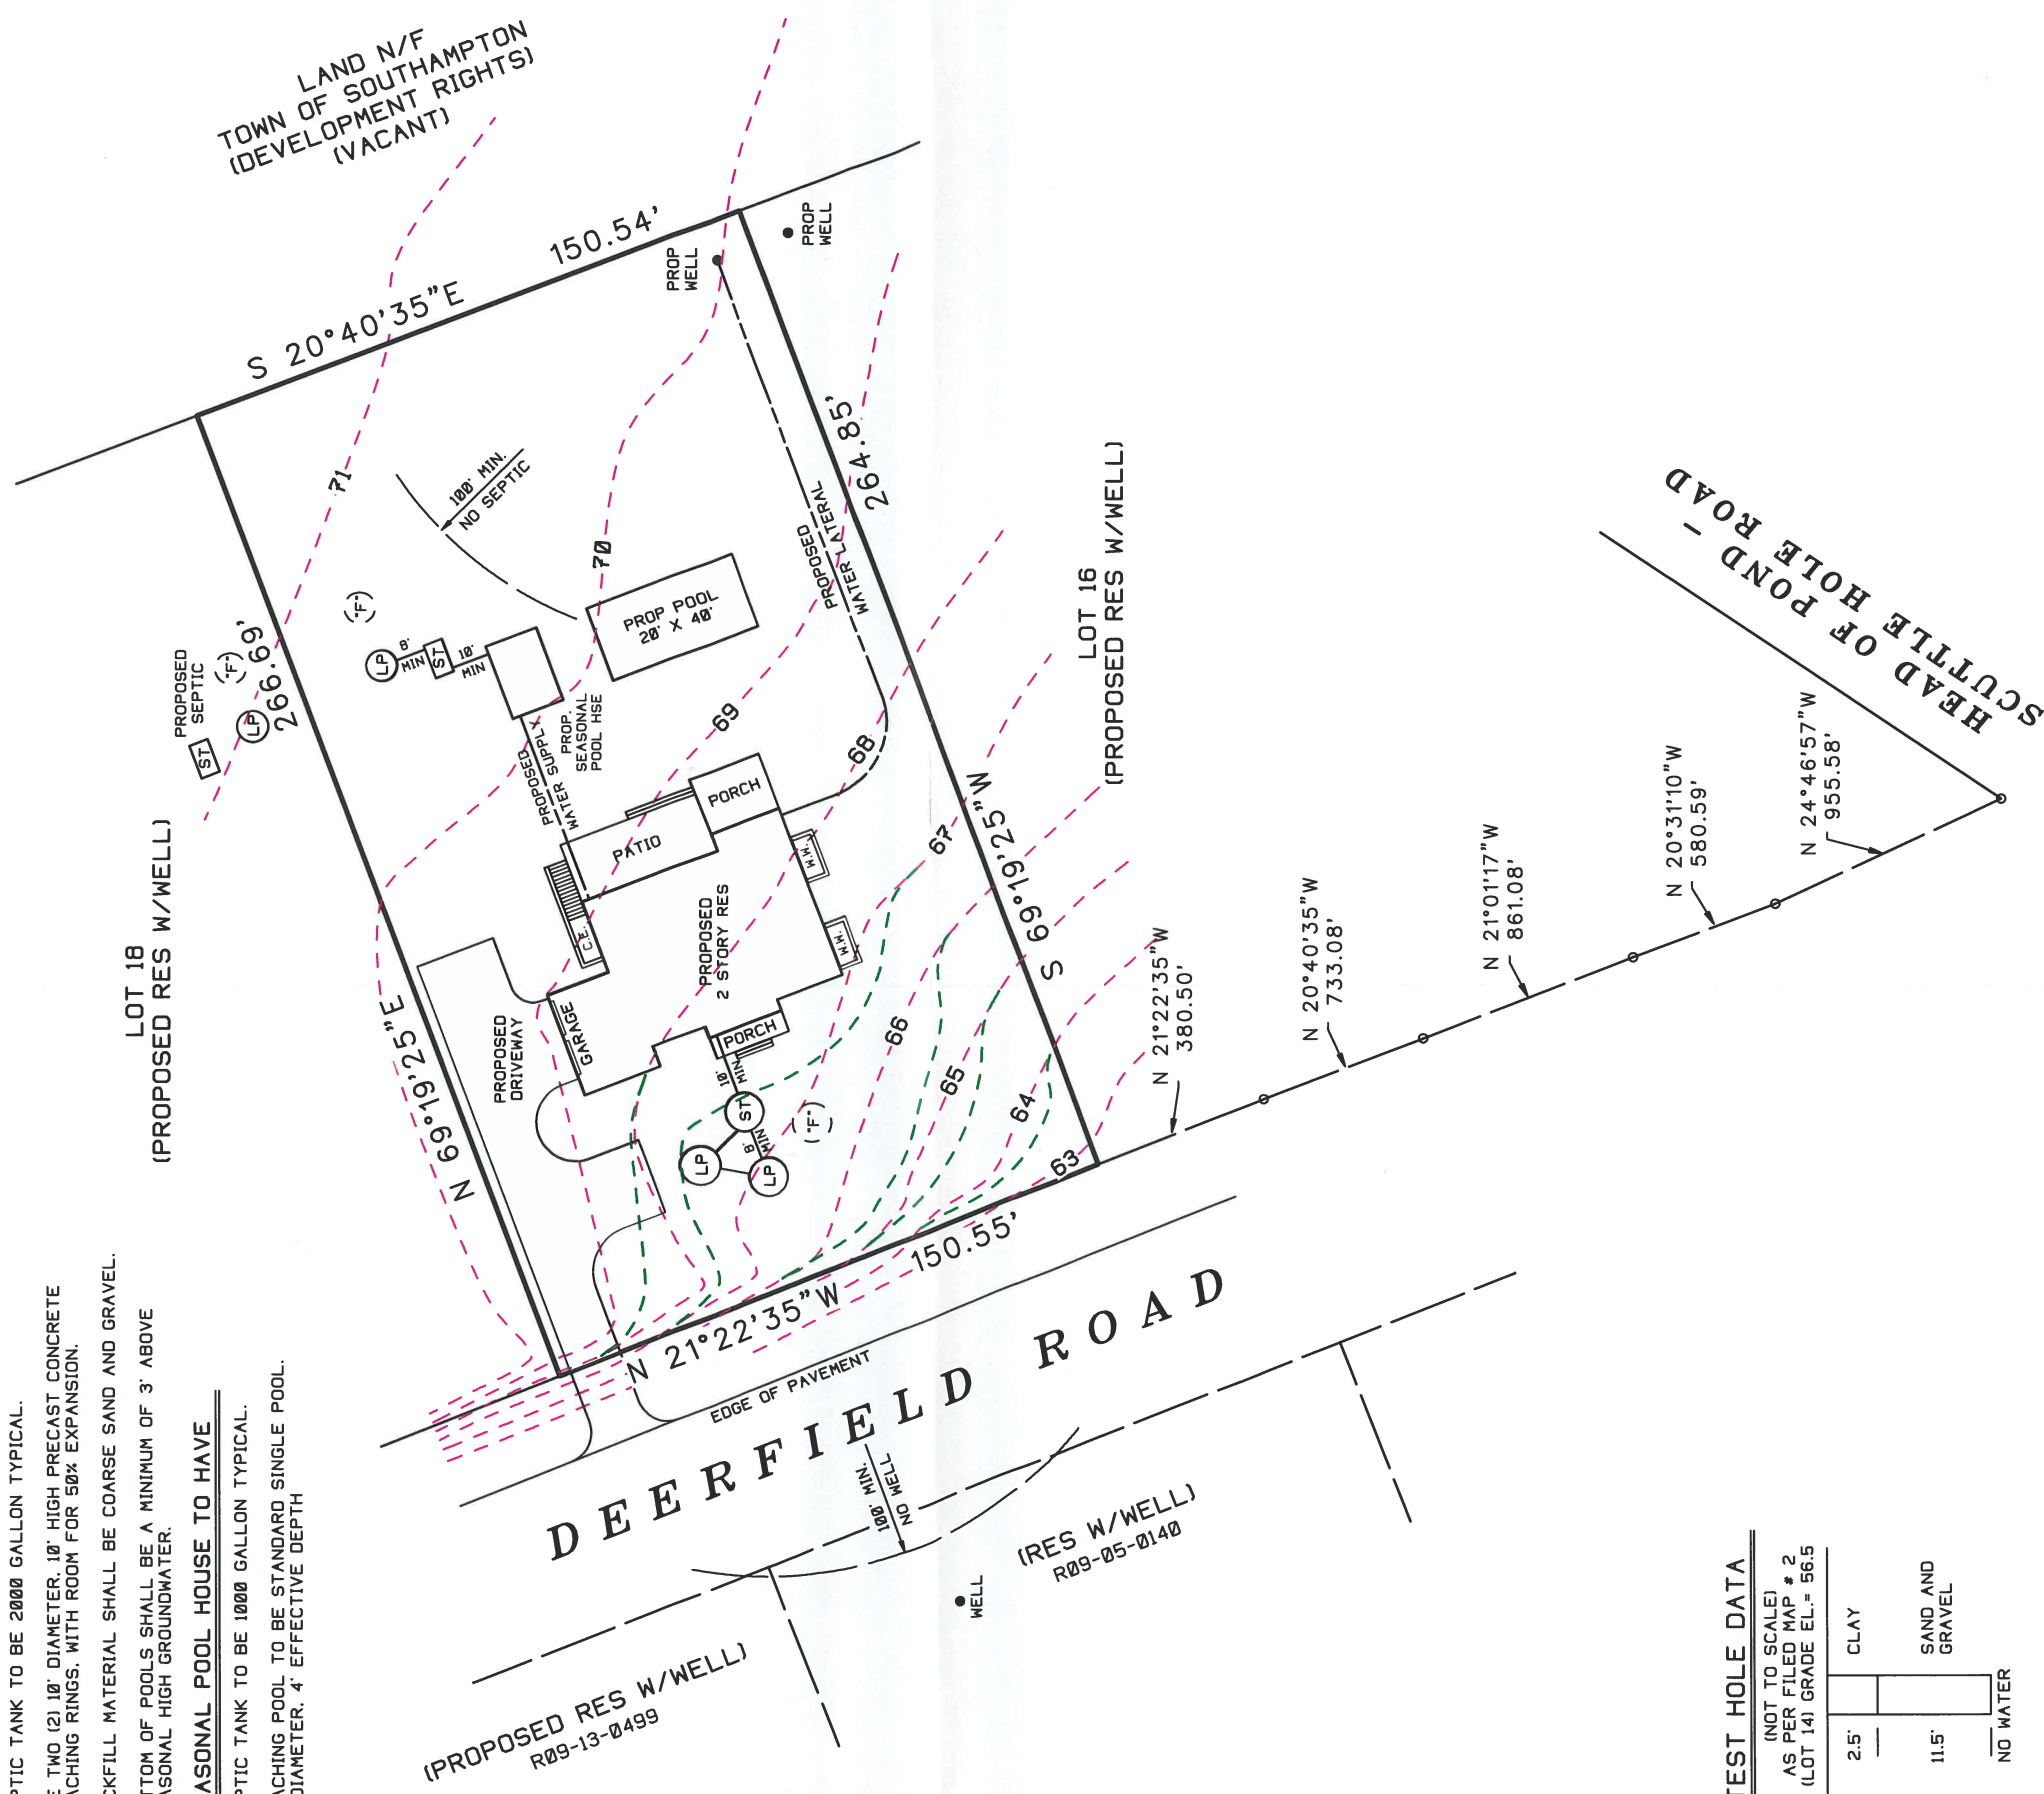 LAND N/F
TOWN OF SOUTHAMPTON
(DEVELOPMENT RIGHTS)
(VACANT)
S 20°40'35"E
150.54'
PROP
WELL
PROP
WELL
71
100' MIN.
NO SEPTIC
70
PROP POOL
20' X 40'
PROPOSED
WATER LATERAL
264.85'
S 69°19'25"W
LOT 16
(PROPOSED RES W/WELL)
HEAD OF POND -
SCUTTLE HOLE ROAD
PROPOSED
SEPTIC
"F"
ST
LP
266.69'
N 69°19'25"E
"F"
LP
8'
MIN
ST
10'
MIN
PROP.
SEASONAL
POOL HSE
PROPOSED
WATER SUPPLY
69
68
67
66
65
64
63
PATIO
PORCH
W.W.
W.W.
C.E.
PROPOSED
2 STORY RES
GARAGE
PORCH
PROPOSED
DRIVEWAY
10'
MIN
ST
"F"
LP
8'
MIN
LP
LOT 18
(PROPOSED RES W/WELL)
N 21°22'35"W
150.55'
N 21°22'35"W
380.50'
N 20°40'35"W
733.08'
N 21°01'17"W
861.08'
N 20°31'10"W
580.59'
N 24°46'57"W
955.58'
EDGE OF PAVEMENT
DEERFIELD ROAD
100' MIN.
NO WELL
WELL
(RES W/WELL)
R09-05-0140
(PROPOSED RES W/WELL)
R09-13-0499
PTIC TANK TO BE 2000 GALLON TYPICAL.
E TWO (2) 10' DIAMETER, 10' HIGH PRECAST CONCRETE
ACHING RINGS, WITH ROOM FOR 50% EXPANSION.
CKFILL MATERIAL SHALL BE COARSE SAND AND GRAVEL.
TTOM OF POOLS SHALL BE A MINIMUM OF 3' ABOVE
ASONAL HIGH GROUNDWATER.
ASONAL POOL HOUSE TO HAVE
PTIC TANK TO BE 1000 GALLON TYPICAL.
ACHING POOL TO BE STANDARD SINGLE POOL.
DIAMETER, 4' EFFECTIVE DEPTH
TEST HOLE DATA
(NOT TO SCALE)
AS PER FILED MAP # 2
(LOT 14) GRADE EL.= 56.5
2.5'
CLAY
11.5'
SAND AND
GRAVEL
NO WATER